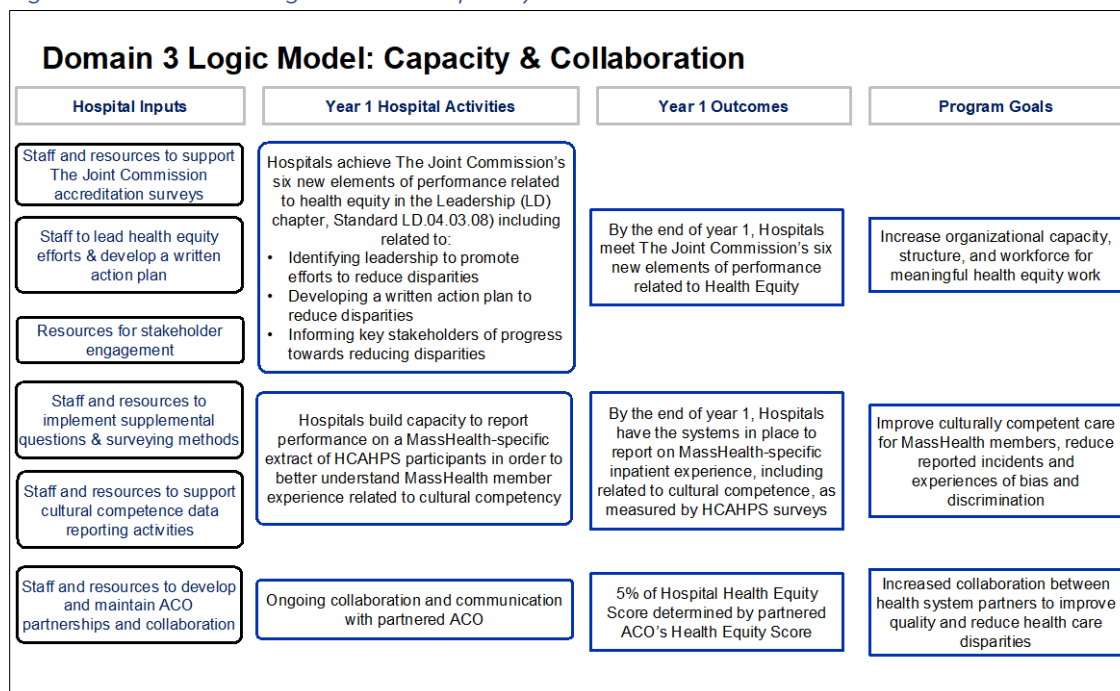 Domain 3 Logic Model: Capacity & Collaboration
Hospital Inputs
Year 1 Hospital Activities
Year 1 Outcomes
Program Goals
Staff and resources to support
The Joint Commission
accreditation surveys
Staff to lead health equity
efforts & develop a written
action plan
Resources for stakeholder
engagement
Staff and resources to
implement supplemental
questions & surveying methods
Staff and resources to support
cultural competence data
reporting activities
Staff and resources to develop
and maintain ACO
partnerships and collaboration
Hospitals achieve The Joint Commission's
six new elements of performance related
to health equity in the Leadership (LD)
chapter, Standard LD.04.03.08) including
related to:
• Identifying leadership to promote
efforts to reduce disparities
• Developing a written action plan to
reduce disparities
• Informing key stakeholders of progress
towards reducing disparities
Hospitals build capacity to report
performance on a MassHealth-specific
extract of HCAHPS participants in order to
better understand MassHealth member
experience related to cultural competency
Ongoing collaboration and communication
with partnered ACO
By the end of year 1, Hospitals
meet The Joint Commission's six
new elements of performance
related to Health Equity
By the end of year 1, Hospitals
have the systems in place to
report on MassHealth-specific
inpatient experience, including
related to cultural competence, as
measured by HCAHPS surveys
5% of Hospital Health Equity
Score determined by partnered
ACO's Health Equity Score
Increase organizational capacity,
structure, and workforce for
meaningful health equity work
Improve culturally competent care
for MassHealth members, reduce
reported incidents and
experiences of bias and
discrimination
Increased collaboration between
health system partners to improve
quality and reduce health care
disparities